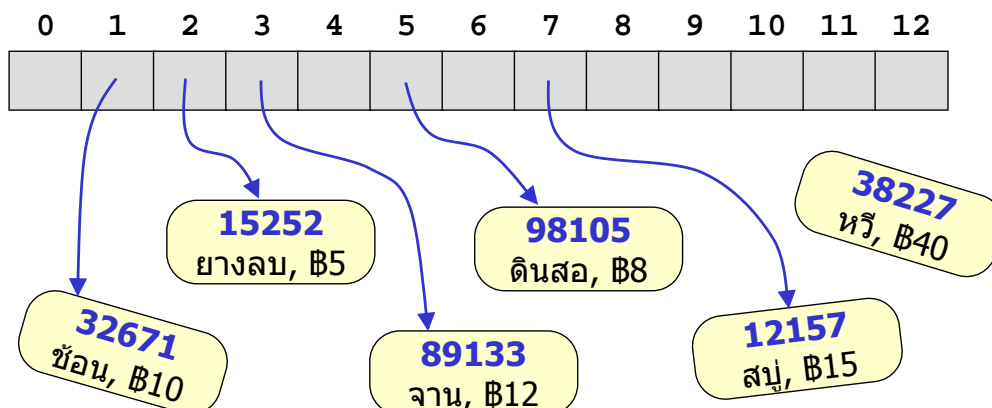 0 1 2 3 4 5 6 7 8 9 10 11 12
38227
หวี, ฿40
15252
ยางลบ, ฿5
98105
ดินสอ, ฿8
32671
ช้อน, ฿10
89133
จาน, ฿12
12157
สบู่, ฿15